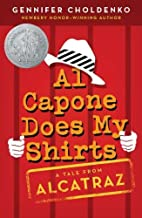 GENNIFER CHOLDENKO
NEWBERY HONOR-WINNING AUTHOR
Al
Capone
Does My
Shirts
A TALE FROM
ALCATRAZ